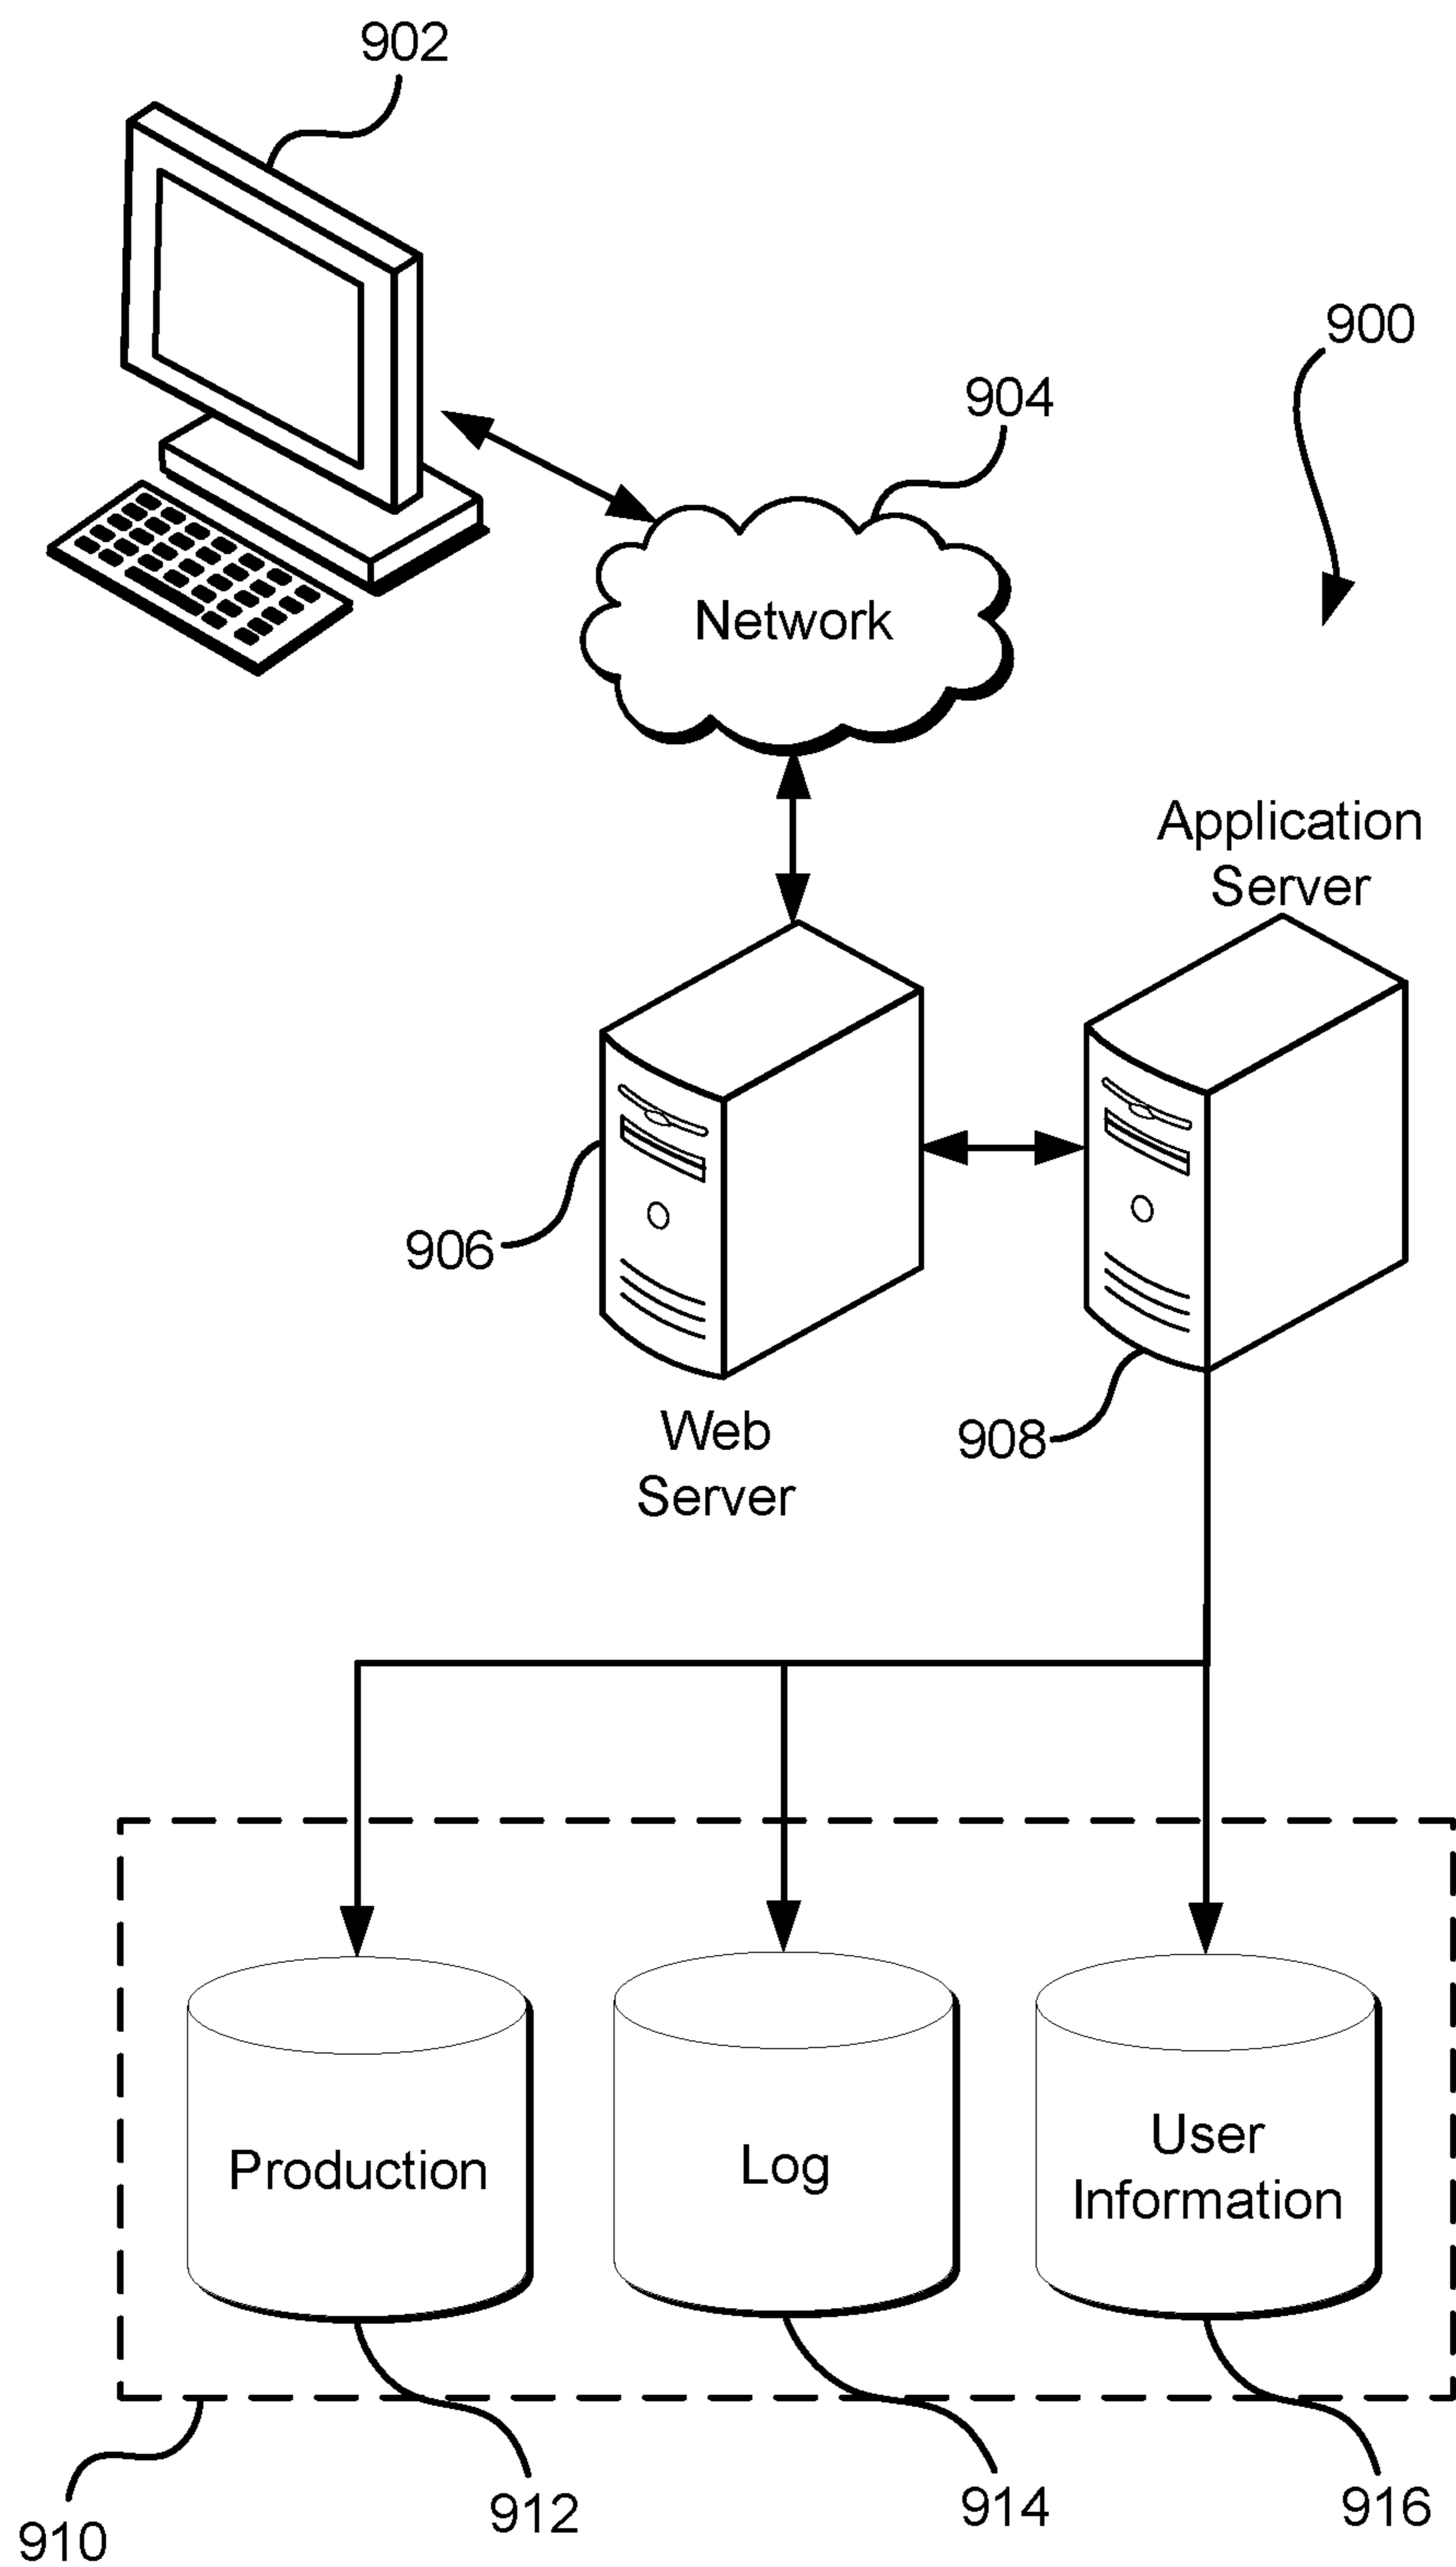 902
900
904
Network
Application
Server
906
908
Web
Server
Production
Log
User
Information
910
912
914
916